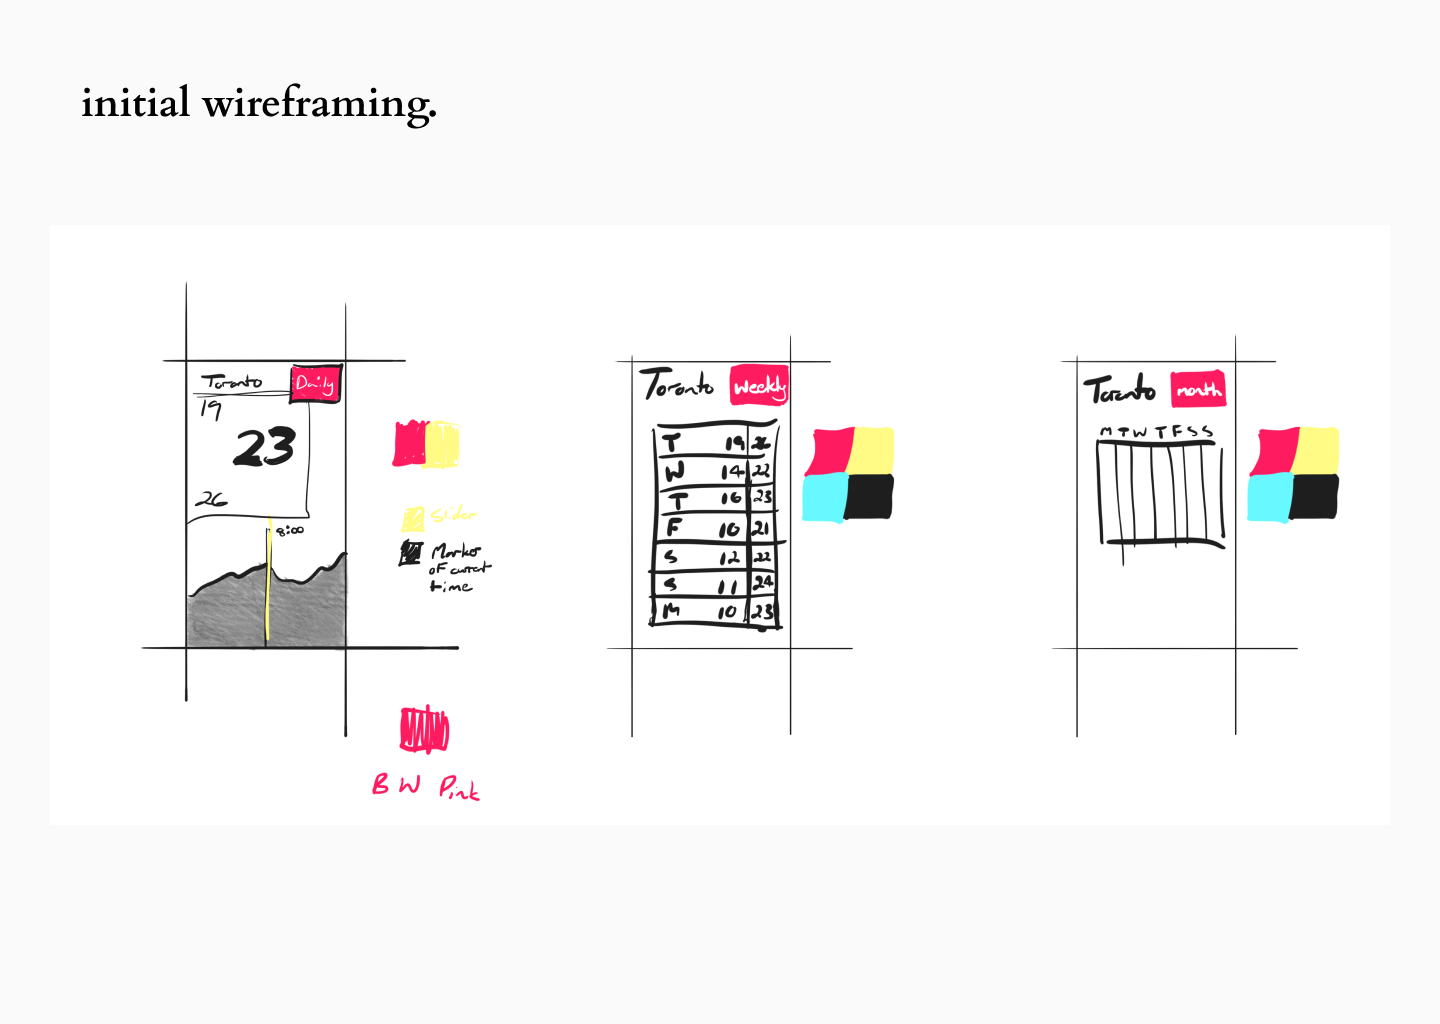 initial wireframing.
Toronto Daily
19
23
26
8:00
Slider
Marker
of current
time
B W Pink
Toronto Weekly
T 19 26
W 14 22
T 16 23
F 10 21
S 12 22
S 11 24
M 10 23
Toronto month
M T W T F S S